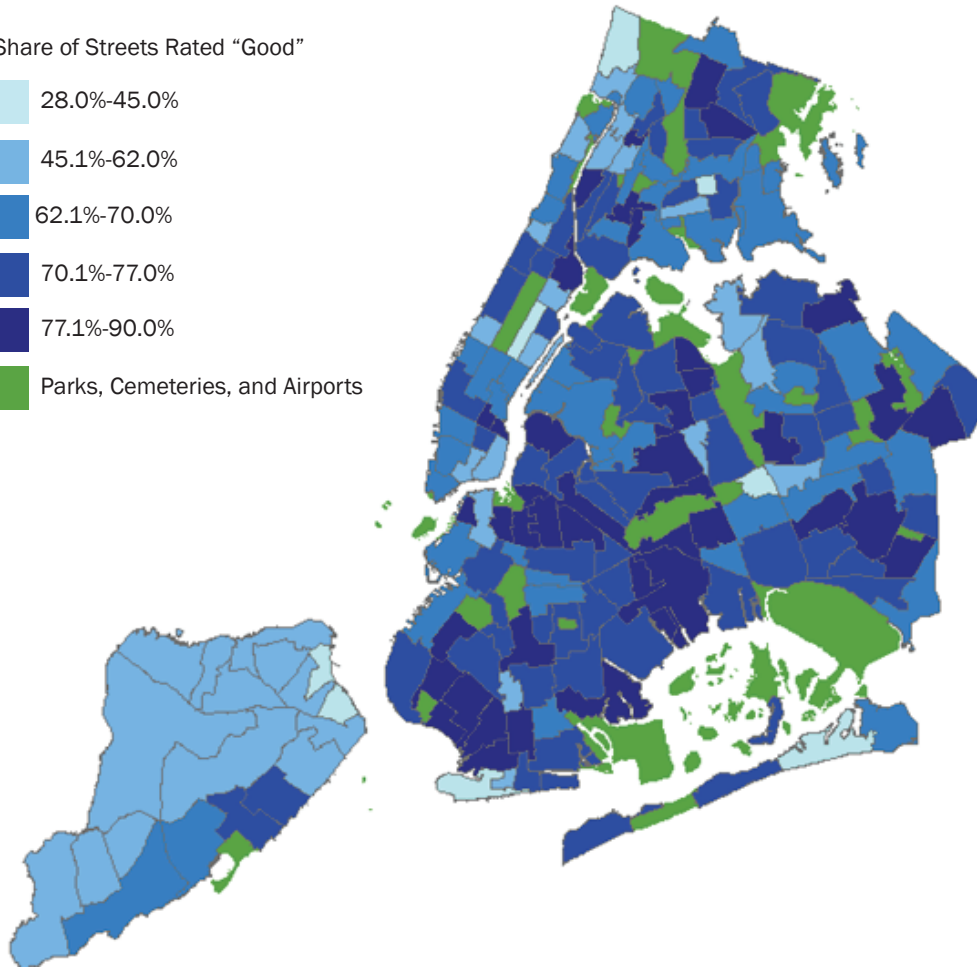 Share of Streets Rated “Good”
28.0%-45.0%
45.1%-62.0%
62.1%-70.0%
70.1%-77.0%
77.1%-90.0%
Parks, Cemeteries, and Airports